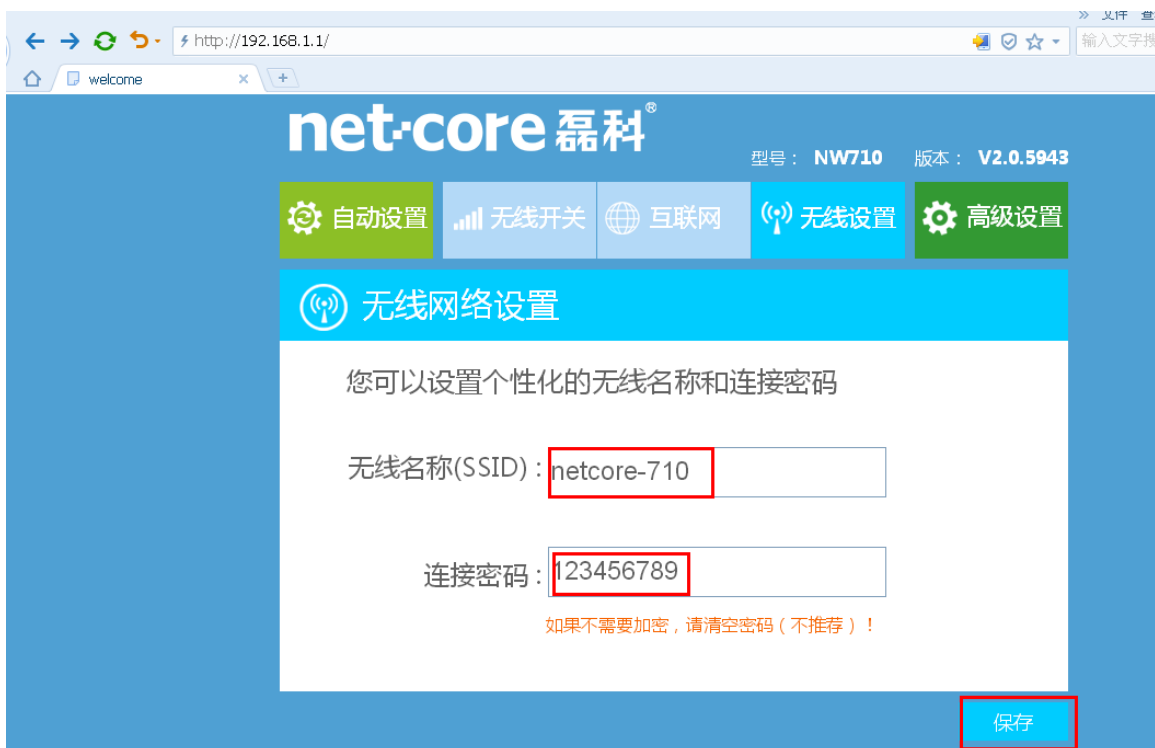 » 文件 查
http://192.168.1.1/
输入文字搜
welcome
net-core 磊科®
型号： NW710 版本： V2.0.5943
自动设置 无线开关 互联网 无线设置 高级设置
无线网络设置
您可以设置个性化的无线名称和连接密码
无线名称(SSID) : netcore-710
连接密码 : 123456789
如果不需要加密，请清空密码（不推荐）！
保存